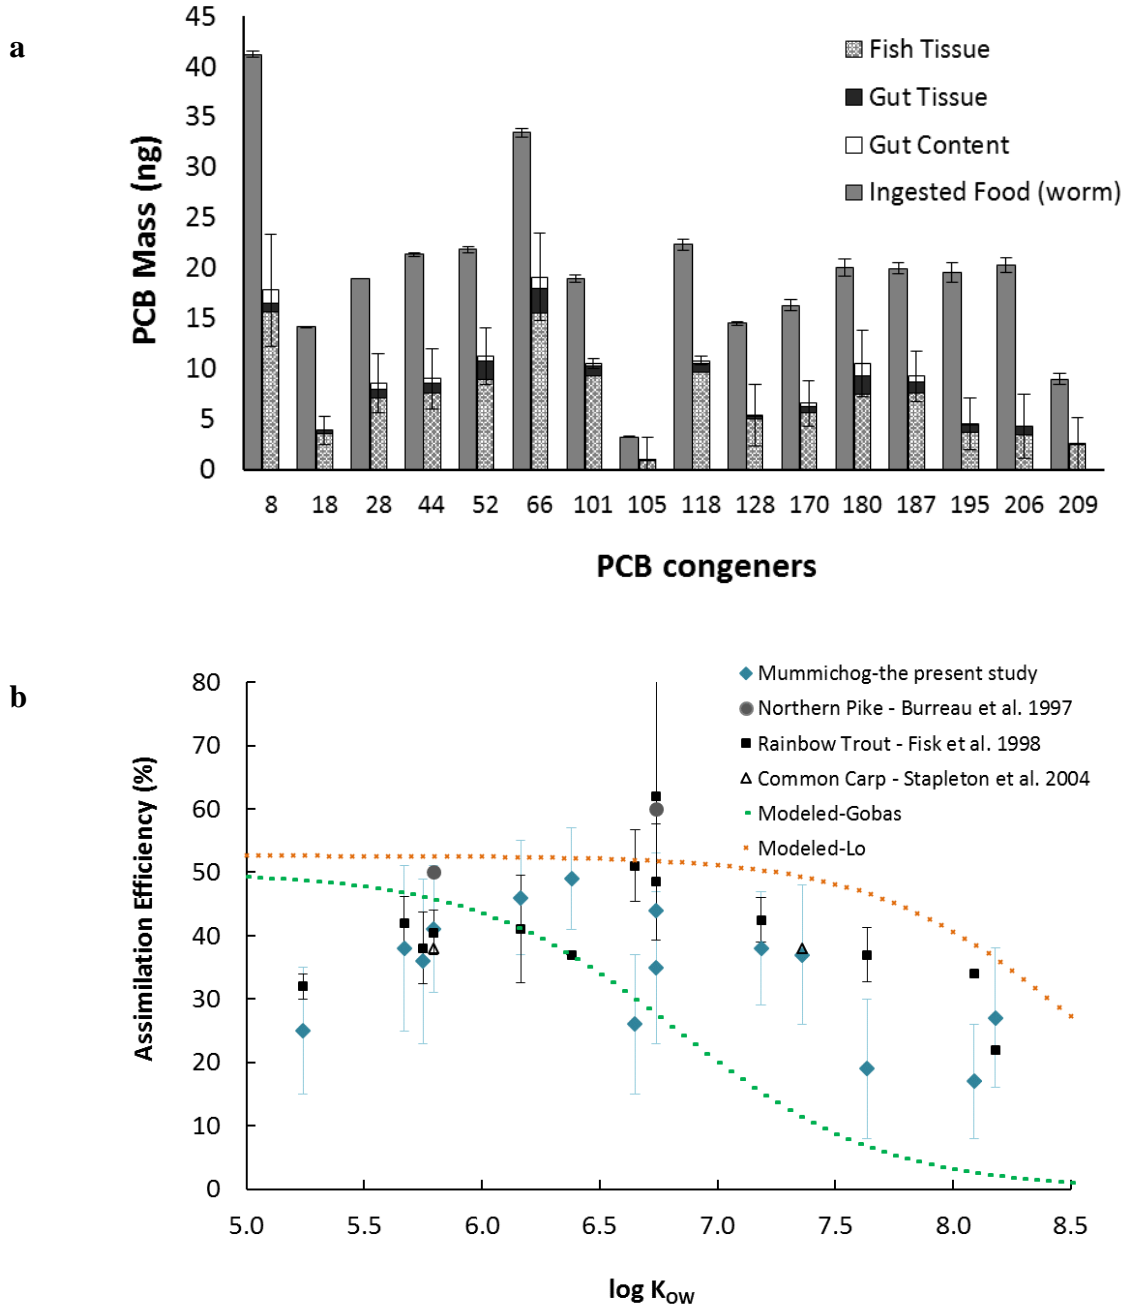 a
PCB Mass (ng)
45
40
35
30
25
20
15
10
5
0
Fish Tissue
Gut Tissue
Gut Content
Ingested Food (worm)
8 18 28 44 52 66 101 105 118 128 170 180 187 195 206 209
PCB congeners
b
Assimilation Efficiency (%)
80
70
60
50
40
30
20
10
0
Mummichog-the present study
Northern Pike - Burreau et al. 1997
Rainbow Trout - Fisk et al. 1998
Common Carp - Stapleton et al. 2004
Modeled-Gobas
Modeled-Lo
5.0 5.5 6.0 6.5 7.0 7.5 8.0 8.5
log KOW